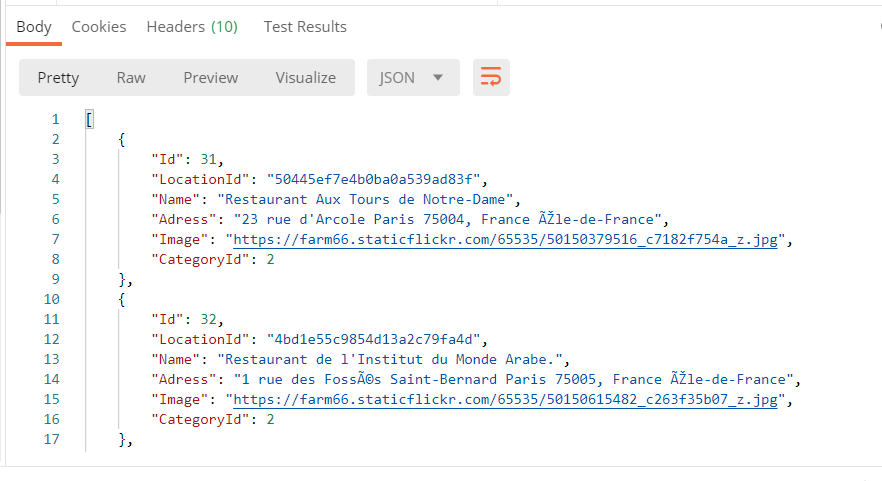 Body Cookies Headers (10) Test Results
Pretty Raw Preview Visualize JSON
1 [
2 {
3 "Id": 31,
4 "LocationId": "50445ef7e4b0ba0a539ad83f",
5 "Name": "Restaurant Aux Tours de Notre-Dame",
6 "Adress": "23 rue d'Arcole Paris 75004, France ÃŽle-de-France",
7 "Image": "https://farm66.staticflickr.com/65535/50150379516_c7182f754a_z.jpg",
8 "CategoryId": 2
9 },
10 {
11 "Id": 32,
12 "LocationId": "4bd1e55c9854d13a2c79fa4d",
13 "Name": "Restaurant de l'Institut du Monde Arabe.",
14 "Adress": "1 rue des FossÃ©s Saint-Bernard Paris 75005, France ÃŽle-de-France",
15 "Image": "https://farm66.staticflickr.com/65535/50150615482_c263f35b07_z.jpg",
16 "CategoryId": 2
17 },